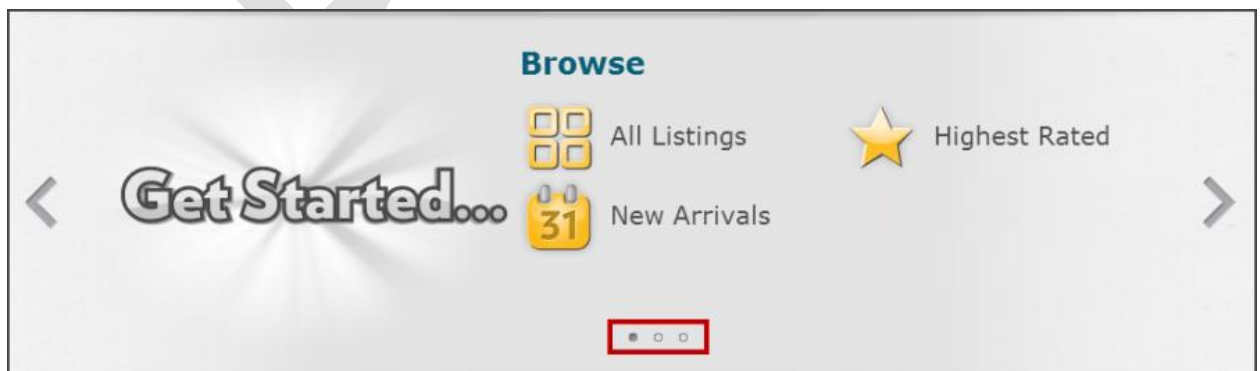 Browse
All Listings
Highest Rated
Get Started...
31
New Arrivals